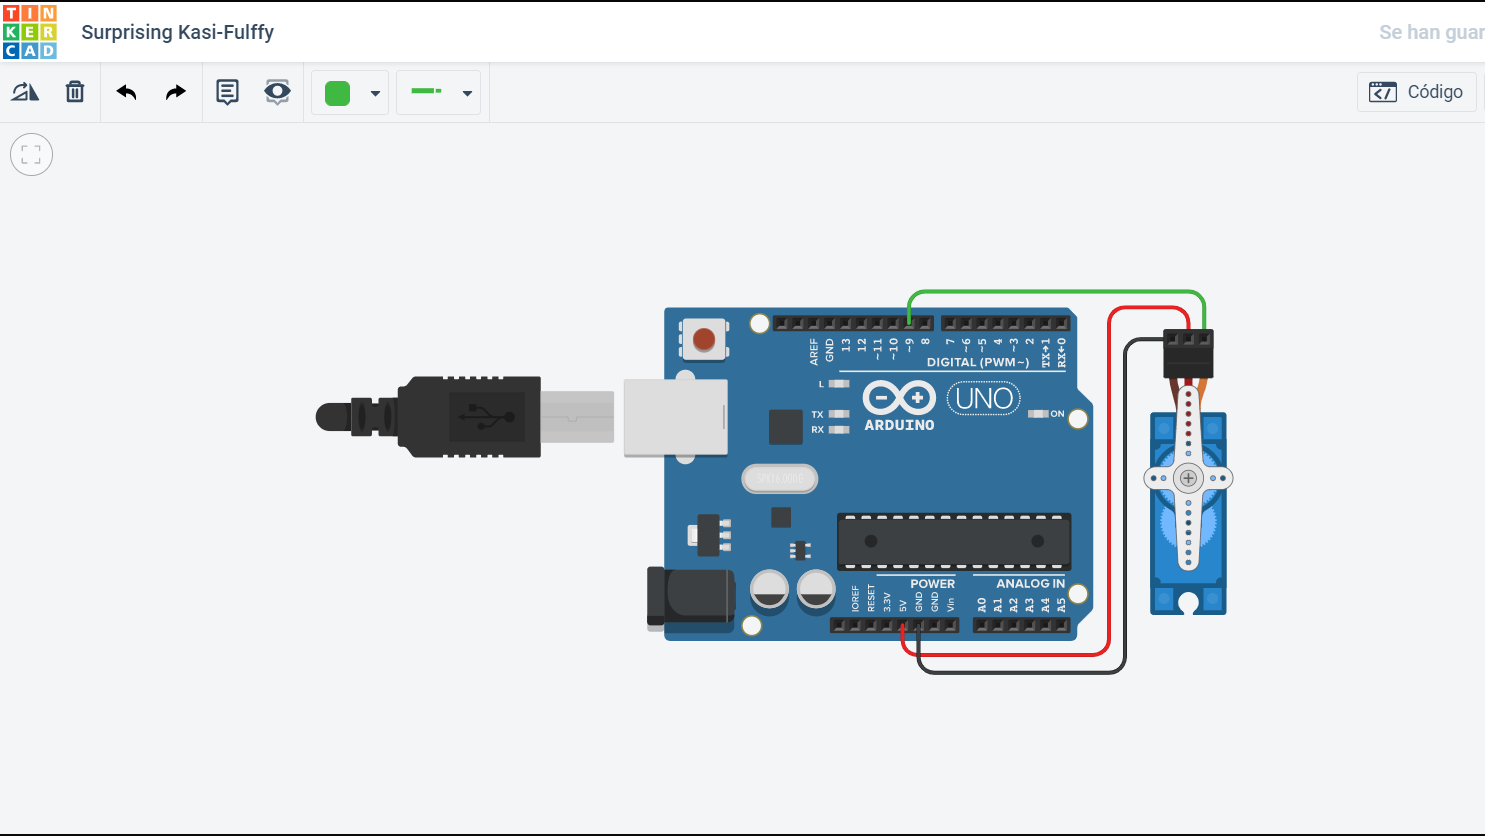 TIN
KER
CAD
Surprising Kasi-Fulffy
Se han guar
Código
AREF
GND
13
12
~11
~10
~9
8
7
~6
~5
4
~3
2
TX→1
RX←0
DIGITAL (PWM~)
L
TX
RX
ARDUINO
UNO
ON
POWER
ANALOG IN
IOREF
RESET
3.3V
5V
GND
GND
Vin
A0
A1
A2
A3
A4
A5